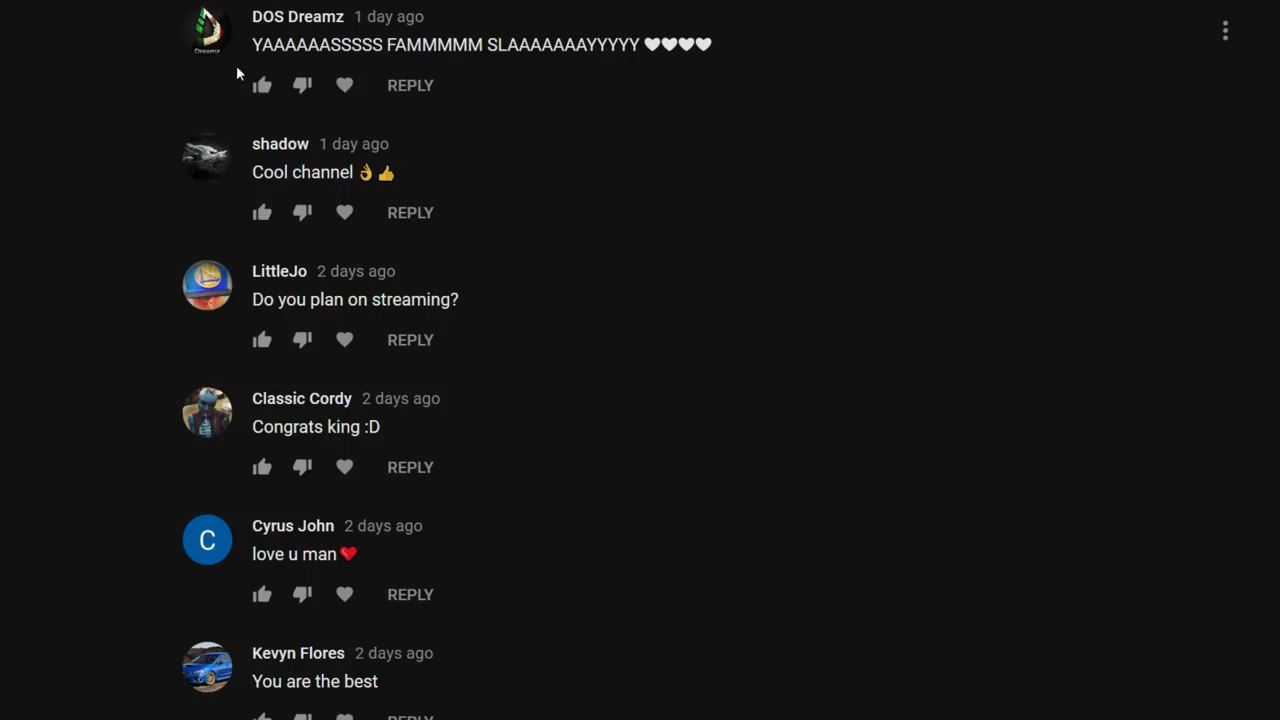 DOS Dreamz 1 day ago
YAAAAAASSSSS FAMMMMM SLAAAAAAAYYYYY 🤍🤍🤍🤍
REPLY
shadow 1 day ago
Cool channel 👌👍
REPLY
LittleJo 2 days ago
Do you plan on streaming?
REPLY
Classic Cordy 2 days ago
Congrats king :D
REPLY
C
Cyrus John 2 days ago
love u man❤️
REPLY
Kevyn Flores 2 days ago
You are the best
REPLY